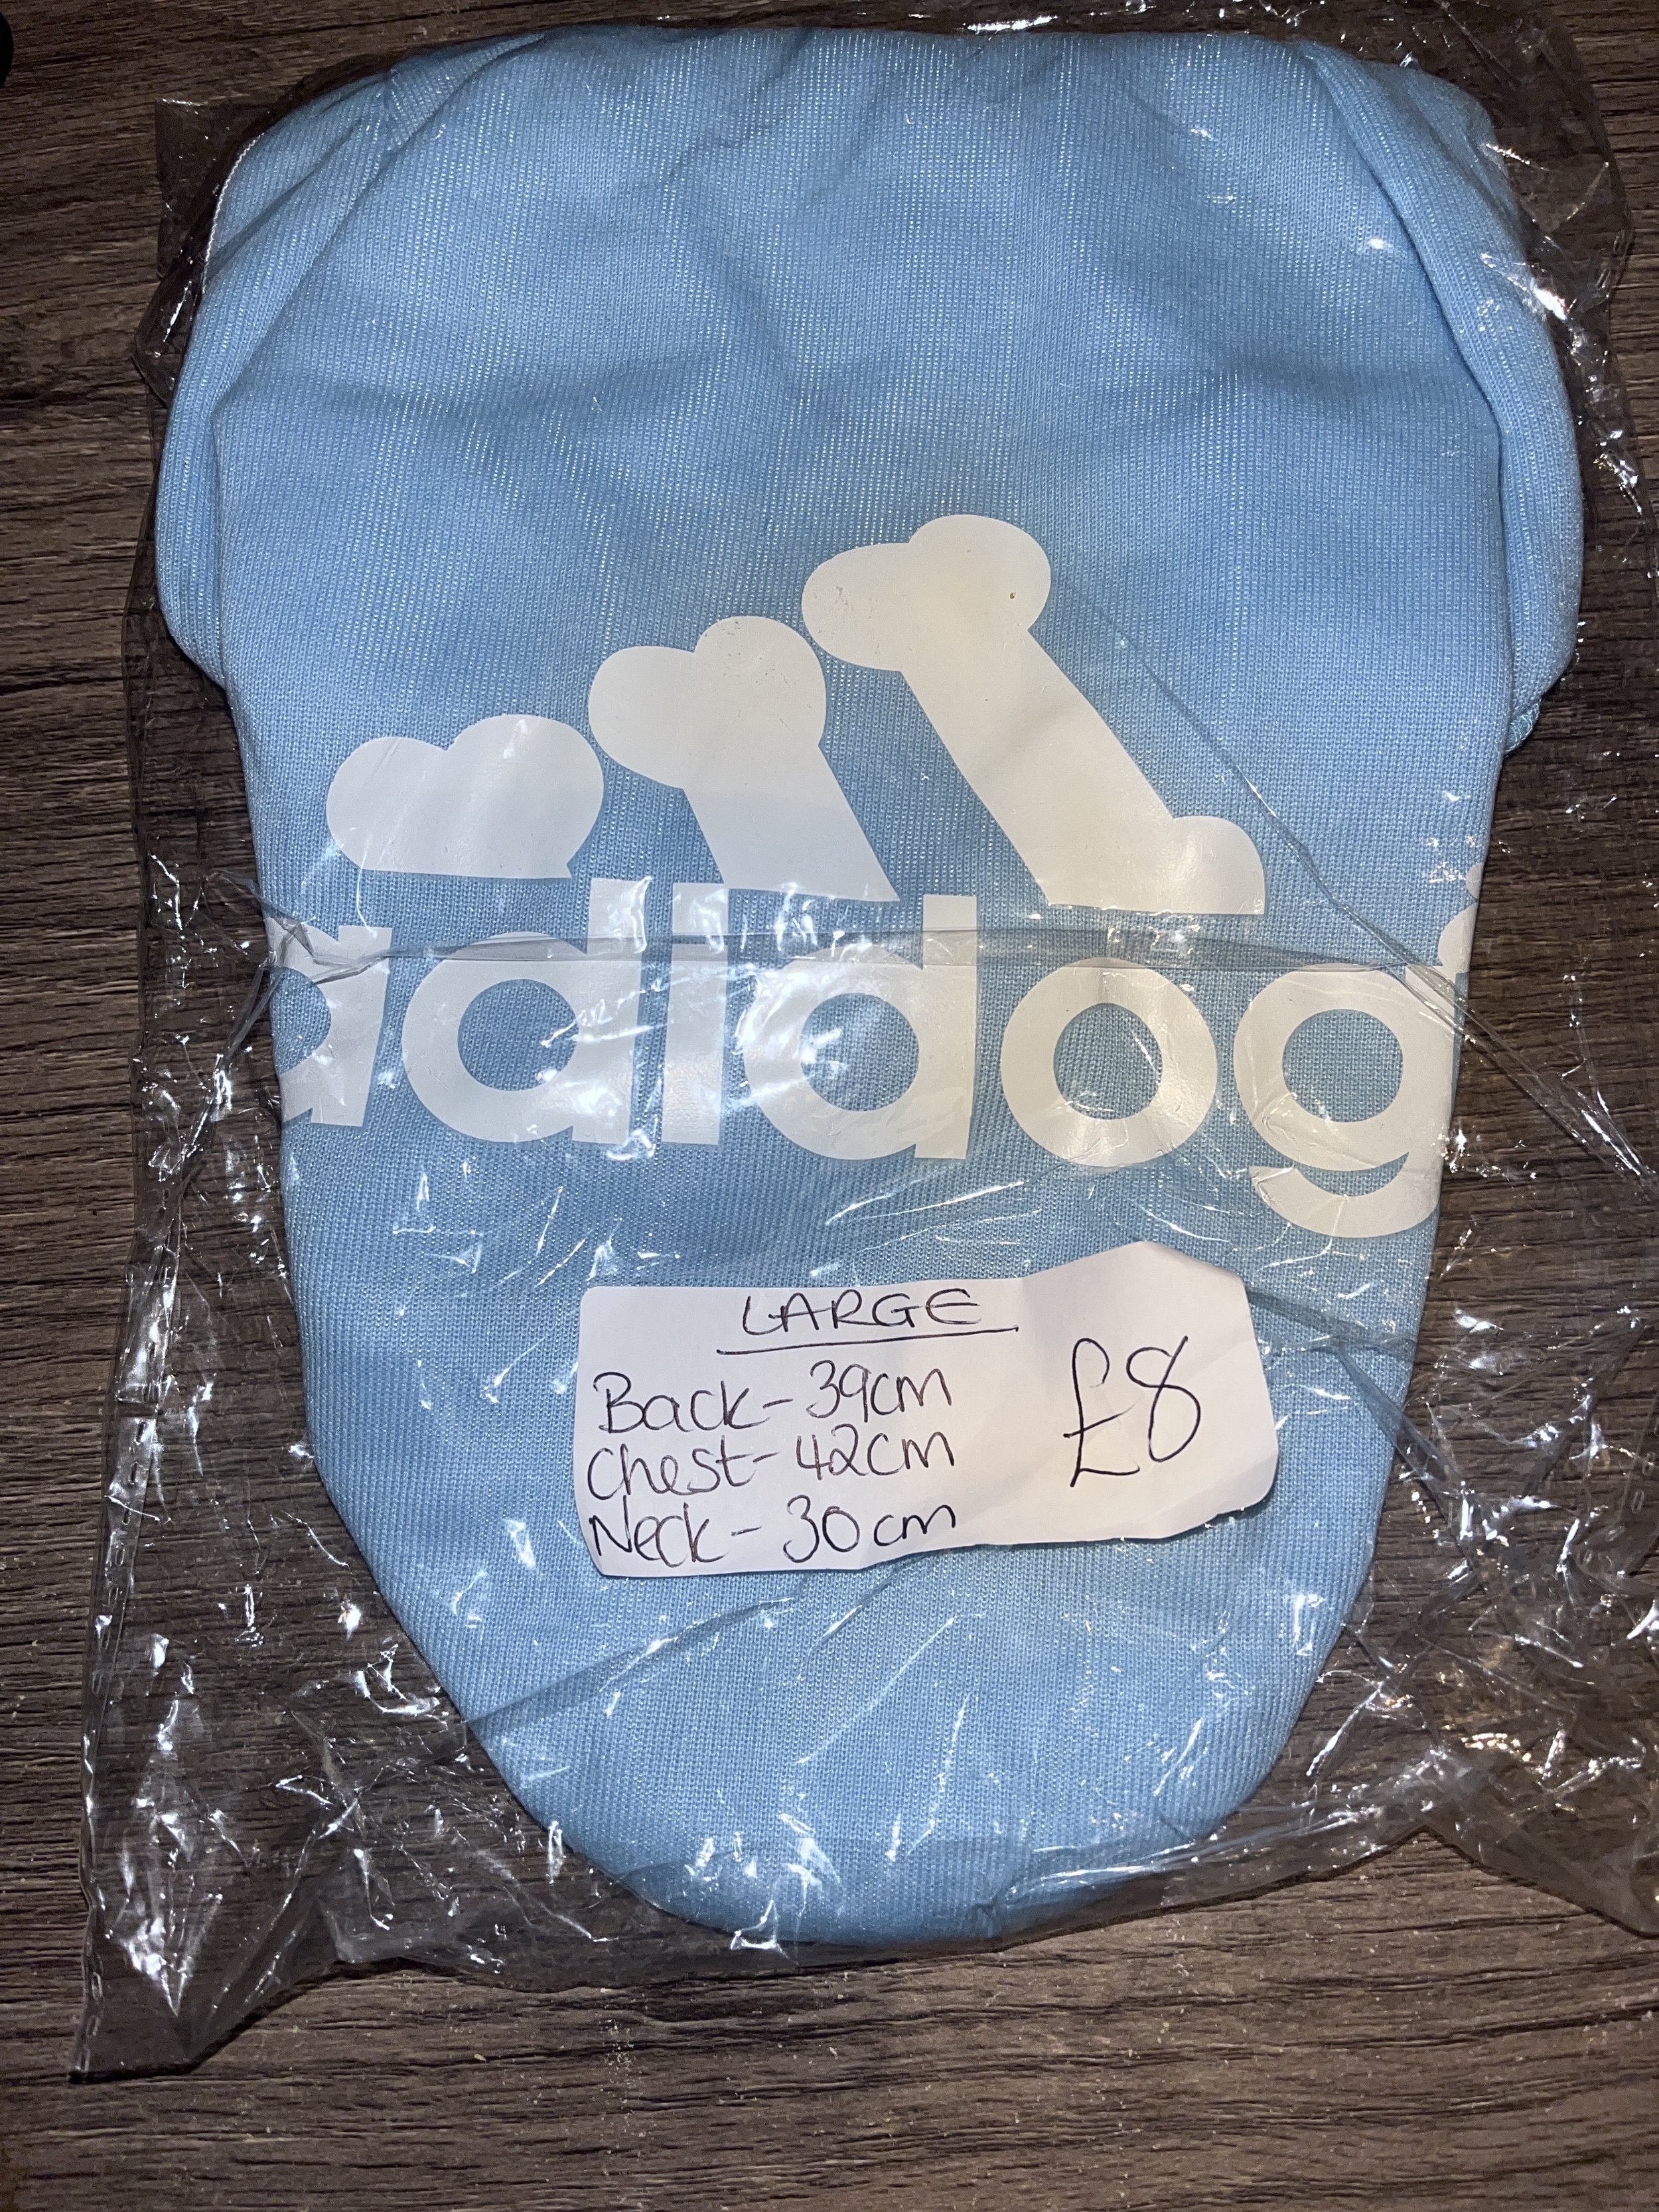 adidog
LARGE
Back - 39cm
Chest - 42cm
Neck - 30cm
£8